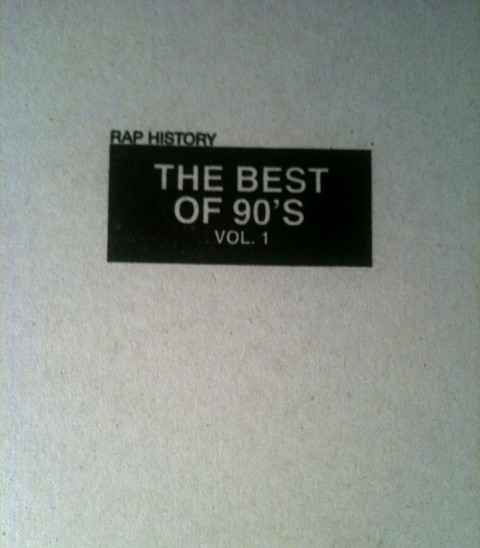 RAP HISTORY
THE BEST
OF 90'S
VOL. 1